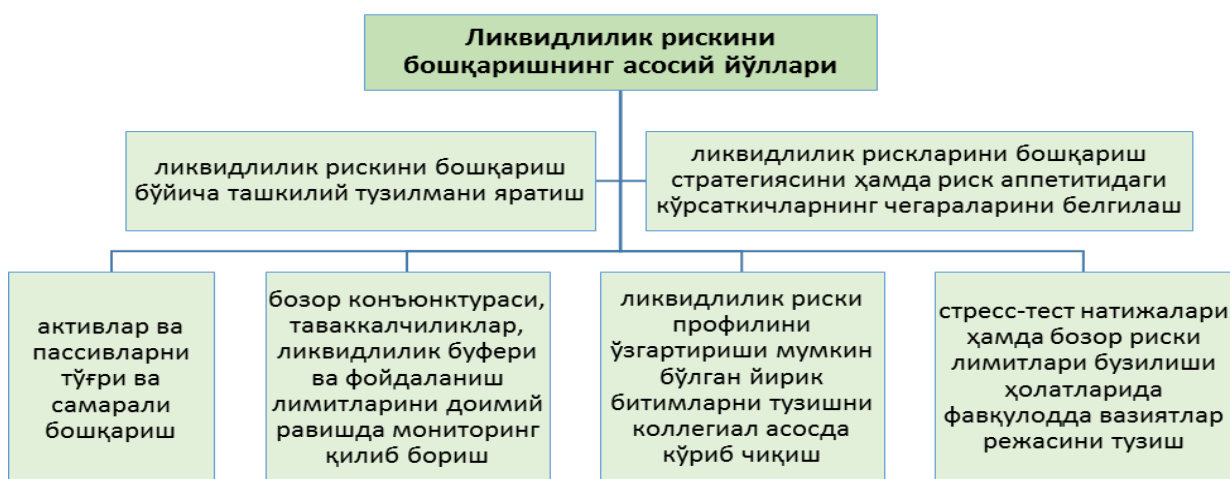 Ликвидлилик рискини
бошқаришнинг асосий йўллари
ликвидлилик рискини бошқариш
бўйича ташкилий тузилмани яратиш
ликвидлилик рискларини бошқариш
стратегиясини ҳамда риск аппетитидаги
кўрсаткичларнинг чегараларини белгилаш
активлар ва
пассивларни
тўғри ва
самарали
бошқариш
бозор конъюнктураси,
таваккалчиликлар,
ликвидлилик буфери
ва фойдаланиш
лимитларини доимий
равишда мониторинг
қилиб бориш
ликвидлилик риски
профилини
ўзгартириши мумкин
бўлган йирик
битимларни тузишни
коллегиал асосда
кўриб чиқиш
стресс-тест натижалари
ҳамда бозор риски
лимитлари бузилиши
ҳолатларида
фавқулодда вазиятлар
режасини тузиш